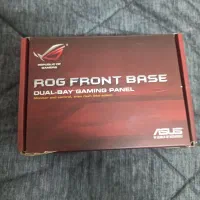 REPUBLIC OF
GAMERS
ROG FRONT BASE
DUAL-BAY GAMING PANEL
ASUS